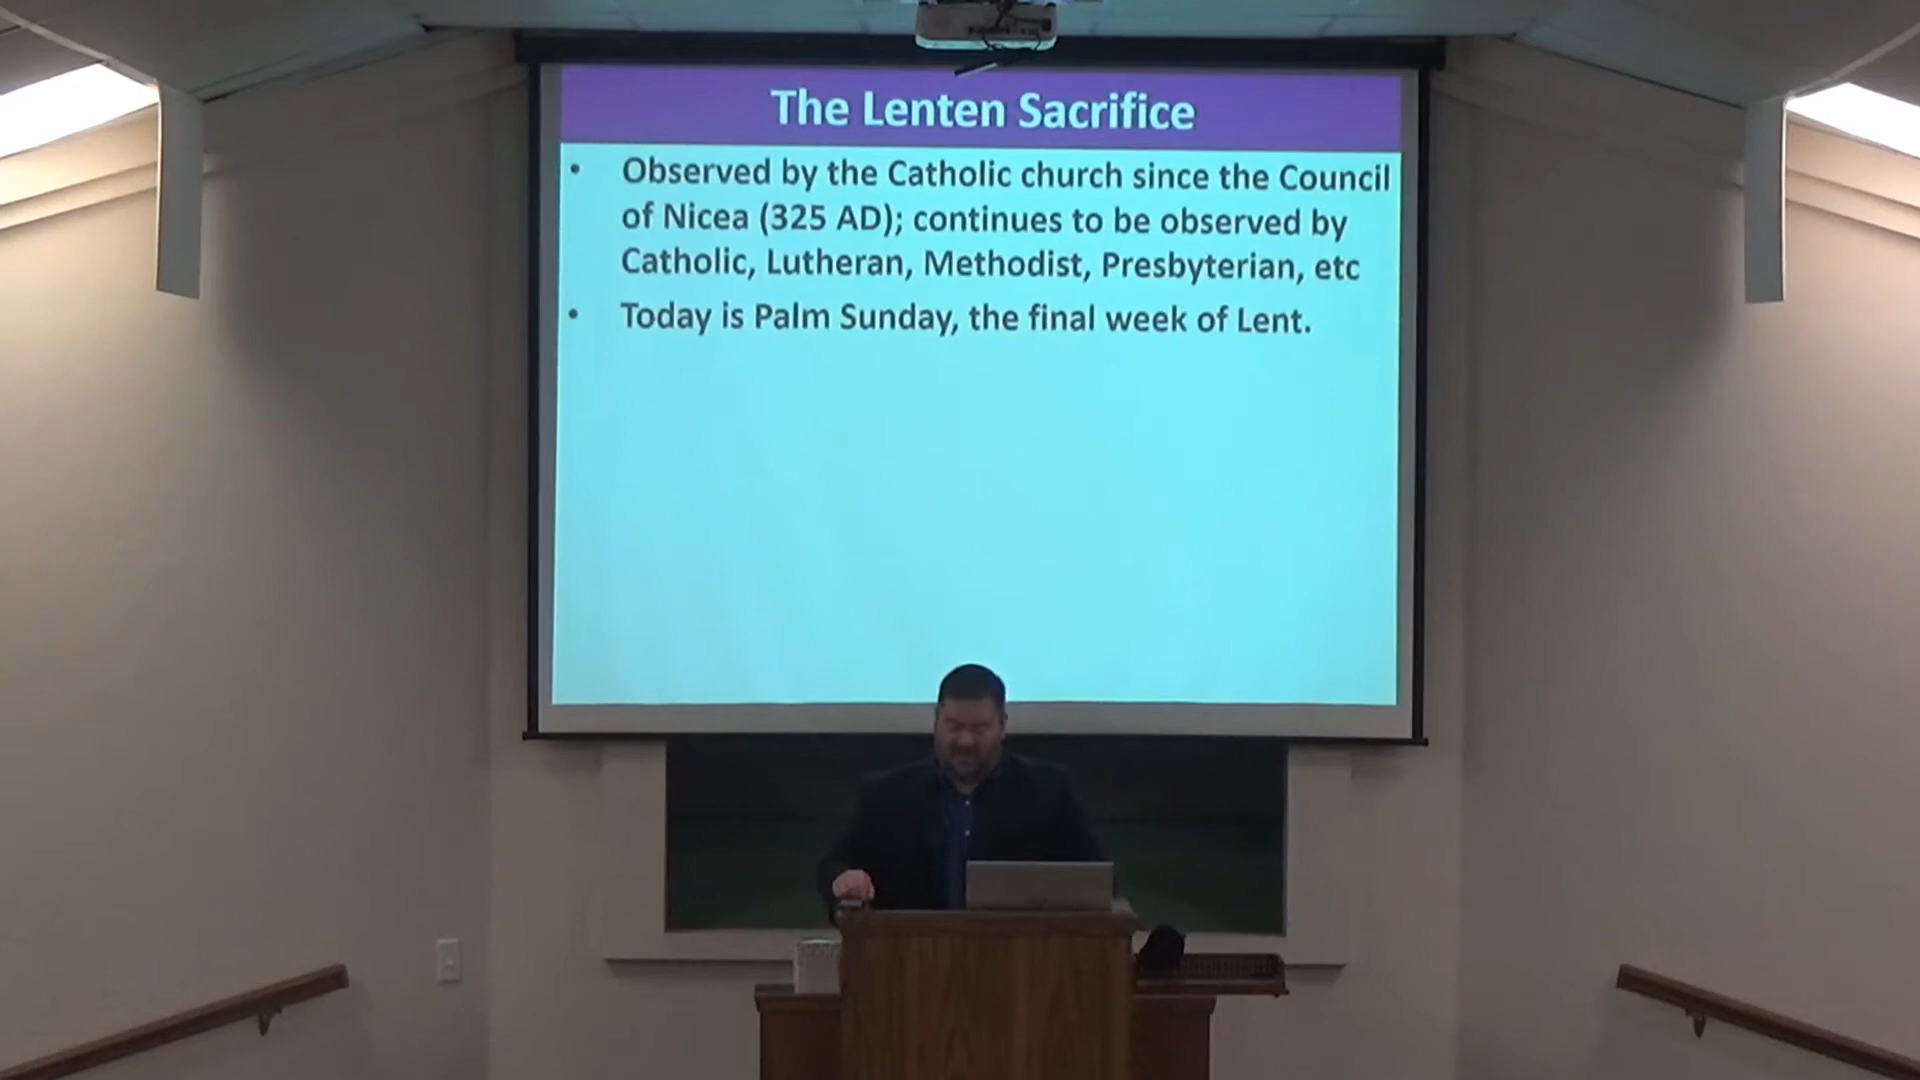 The Lenten Sacrifice
• Observed by the Catholic church since the Council
of Nicea (325 AD); continues to be observed by
Catholic, Lutheran, Methodist, Presbyterian, etc
• Today is Palm Sunday, the final week of Lent.